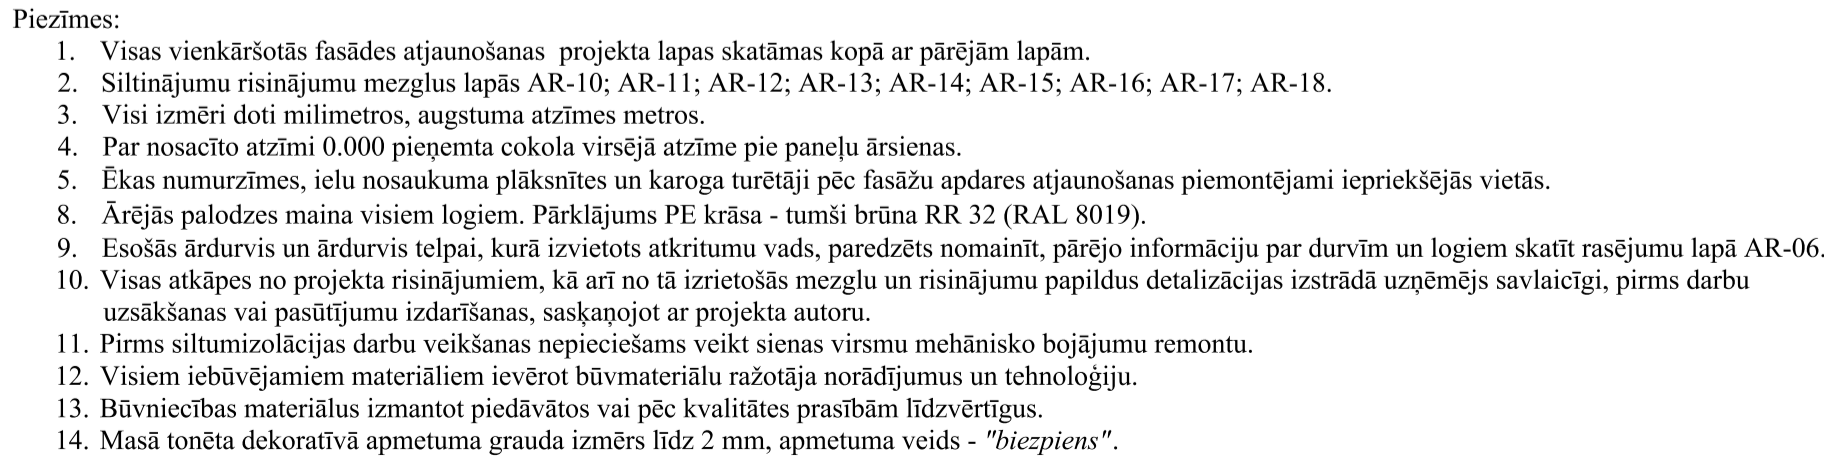 Piezīmes:
1. Visas vienkāršotās fasādes atjaunošanas projekta lapas skatāmas kopā ar pārējām lapām.
2. Siltinājumu risinājumu mezglus lapās AR-10; AR-11; AR-12; AR-13; AR-14; AR-15; AR-16; AR-17; AR-18.
3. Visi izmēri doti milimetros, augstuma atzīmes metros.
4. Par nosacīto atzīmi 0.000 pieņemta cokola virsējā atzīme pie paneļu ārsienas.
5. Ēkas numurzīmes, ielu nosaukuma plāksnītes un karoga turētāji pēc fasāžu apdares atjaunošanas piemontējami iepriekšējās vietās.
8. Ārējās palodzes maina visiem logiem. Pārklājums PE krāsa - tumši brūna RR 32 (RAL 8019).
9. Esošās ārdurvis un ārdurvis telpai, kurā izvietots atkritumu vads, paredzēts nomainīt, pārējo informāciju par durvīm un logiem skatīt rasējumu lapā AR-06.
10. Visas atkāpes no projekta risinājumiem, kā arī no tā izrietošās mezglu un risinājumu papildus detalizācijas izstrādā uzņēmējs savlaicīgi, pirms darbu
uzsākšanas vai pasūtījumu izdarīšanas, sasķaņojot ar projekta autoru.
11. Pirms siltumizolācijas darbu veikšanas nepieciešams veikt sienas virsmu mehānisko bojājumu remontu.
12. Visiem iebūvējamiem materiāliem ievērot būvmateriālu ražotāja norādījumus un tehnoloģiju.
13. Būvniecības materiālus izmantot piedāvātos vai pēc kvalitātes prasībām līdzvērtīgus.
14. Masā tonēta dekoratīvā apmetuma grauda izmērs līdz 2 mm, apmetuma veids - "biezpiens".